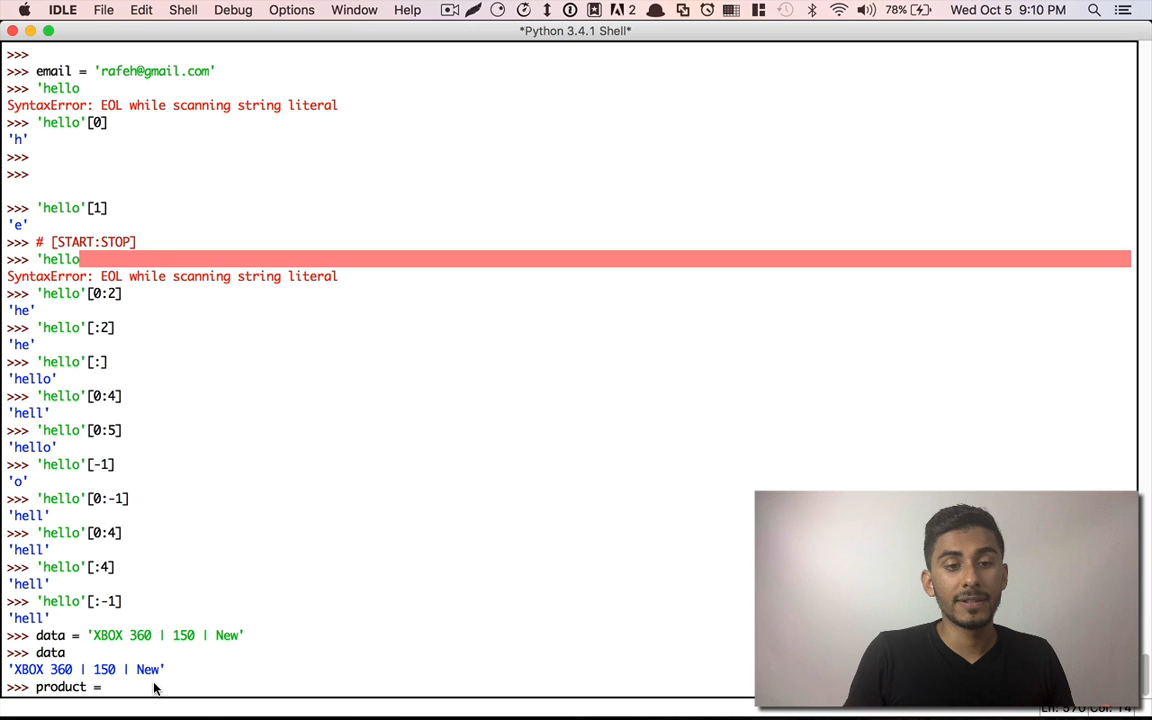 IDLE File Edit Shell Debug Options Window Help 2 78% Wed Oct 5 9:10 PM
*Python 3.4.1 Shell*
>>>
>>> email = 'rafeh@gmail.com'
>>> 'hello
SyntaxError: EOL while scanning string literal
>>> 'hello'[0]
'h'
>>>
>>>
>>> 'hello'[1]
'e'
>>> # [START:STOP]
>>> 'hello
SyntaxError: EOL while scanning string literal
>>> 'hello'[0:2]
'he'
>>> 'hello'[:2]
'he'
>>> 'hello'[:]
'hello'
>>> 'hello'[0:4]
'hell'
>>> 'hello'[0:5]
'hello'
>>> 'hello'[-1]
'o'
>>> 'hello'[0:-1]
'hell'
>>> 'hello'[0:4]
'hell'
>>> 'hello'[:4]
'hell'
>>> 'hello'[:-1]
'hell'
>>> data = 'XBOX 360 | 150 | New'
>>> data
'XBOX 360 | 150 | New'
>>> product =